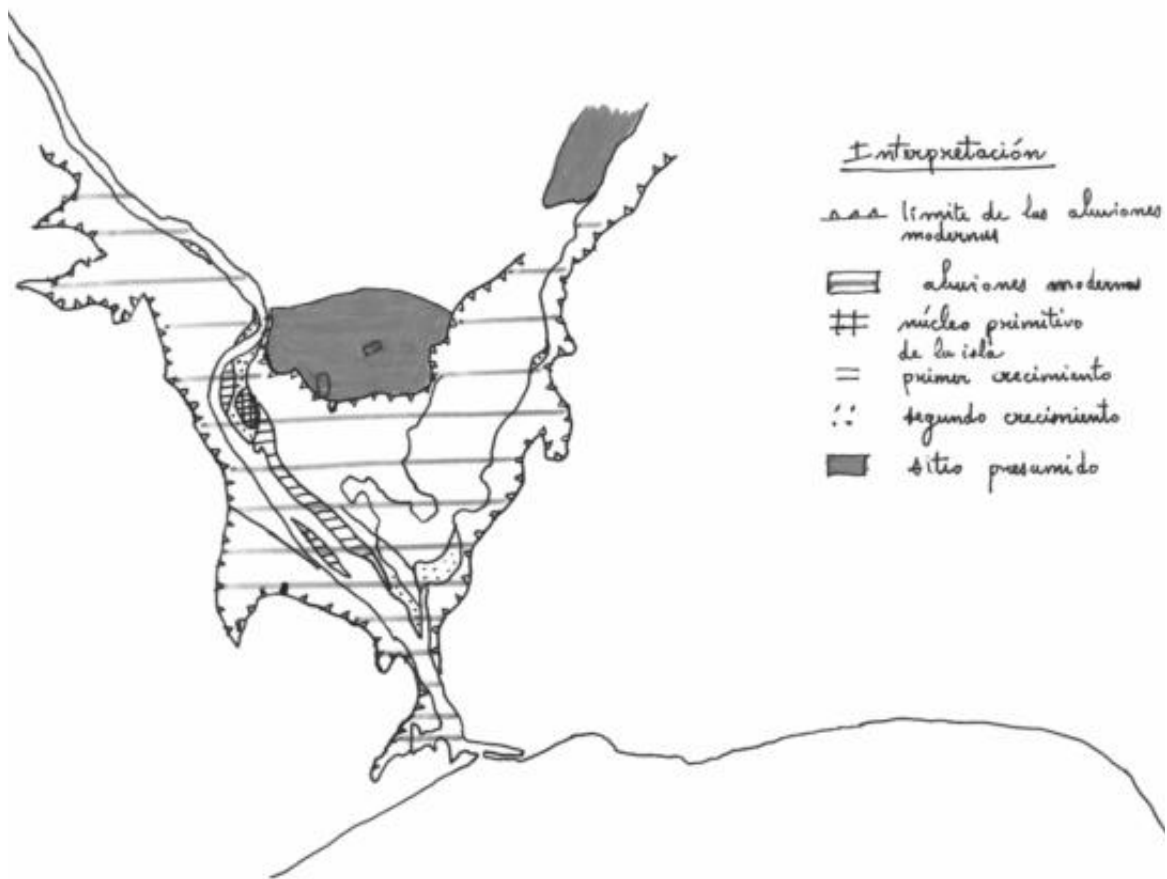 Interpretación
límite de las aluviones
modernas
aluviones modernas
núcleo primitivo
de la isla
primer crecimiento
segundo crecimiento
sitio presumido